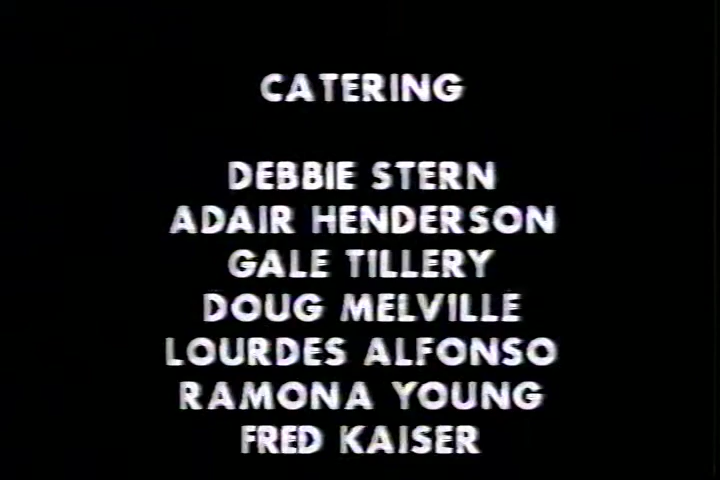 CATERING
DEBBIE STERN
ADAIR HENDERSON
GALE TILLERY
DOUG MELVILLE
LOURDES ALFONSO
RAMONA YOUNG
FRED KAISER